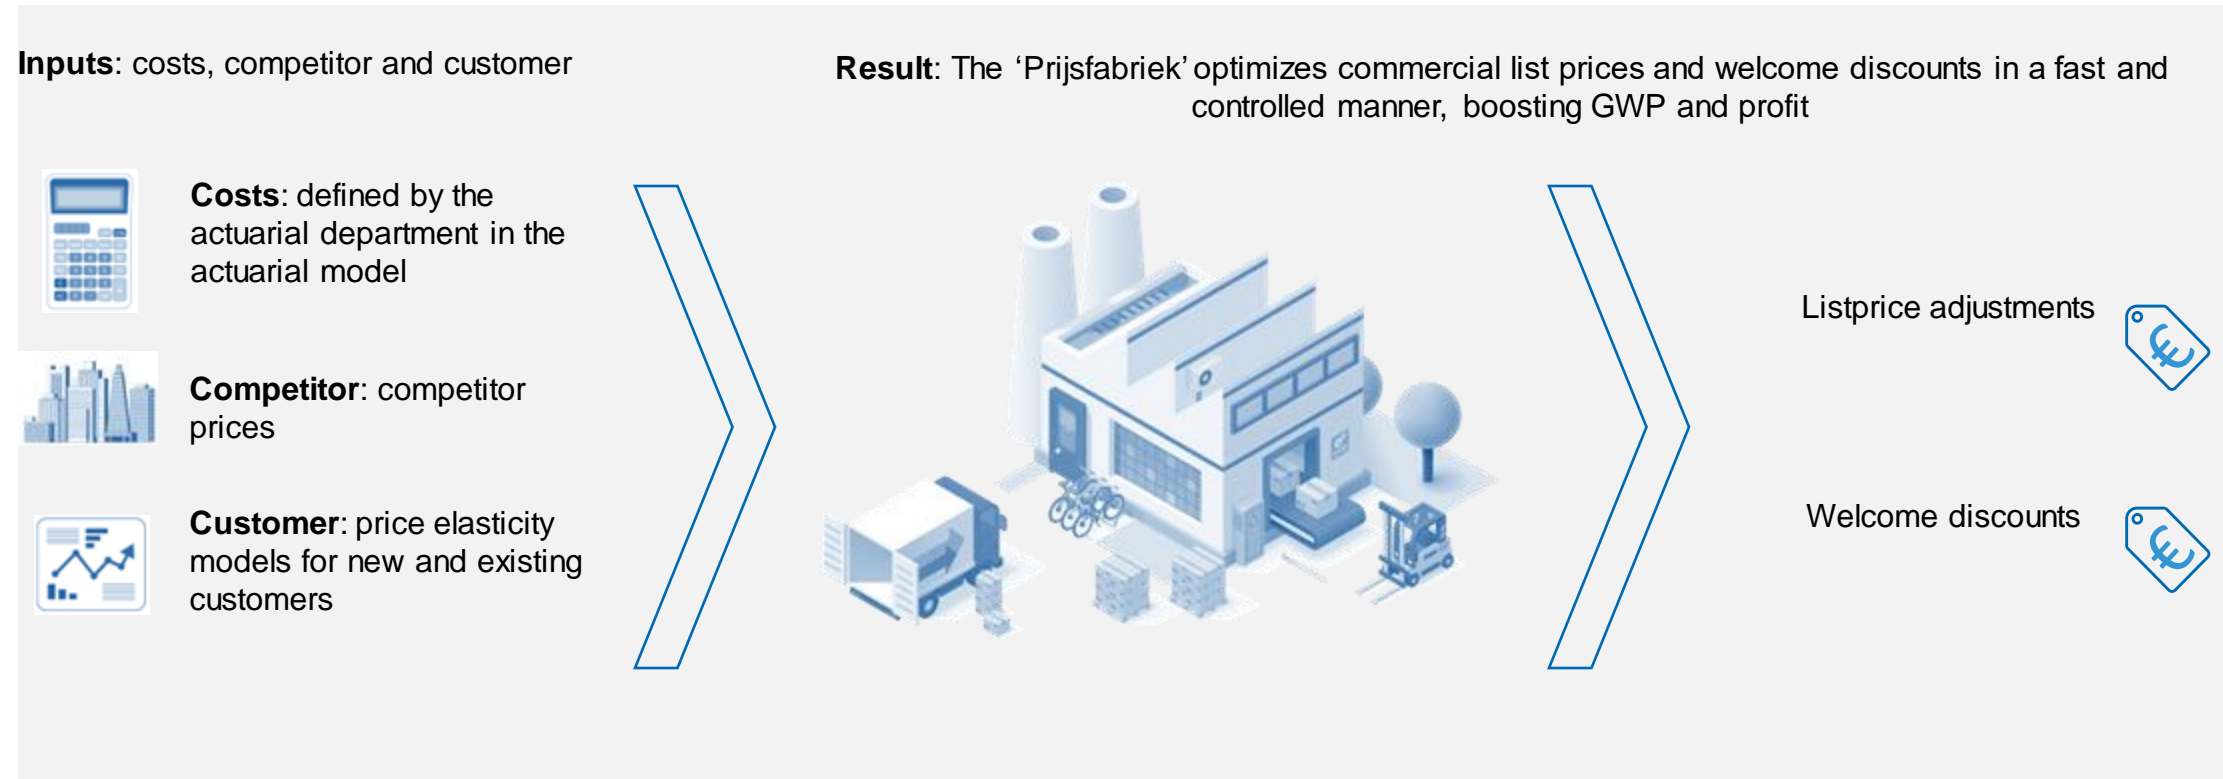 Inputs: costs, competitor and customer
Result: The ‘Prijsfabriek’ optimizes commercial list prices and welcome discounts in a fast and
controlled manner, boosting GWP and profit
Costs: defined by the
actuarial department in the
actuarial model
Competitor: competitor
prices
Customer: price elasticity
models for new and existing
customers
Listprice adjustments
€
Welcome discounts
€